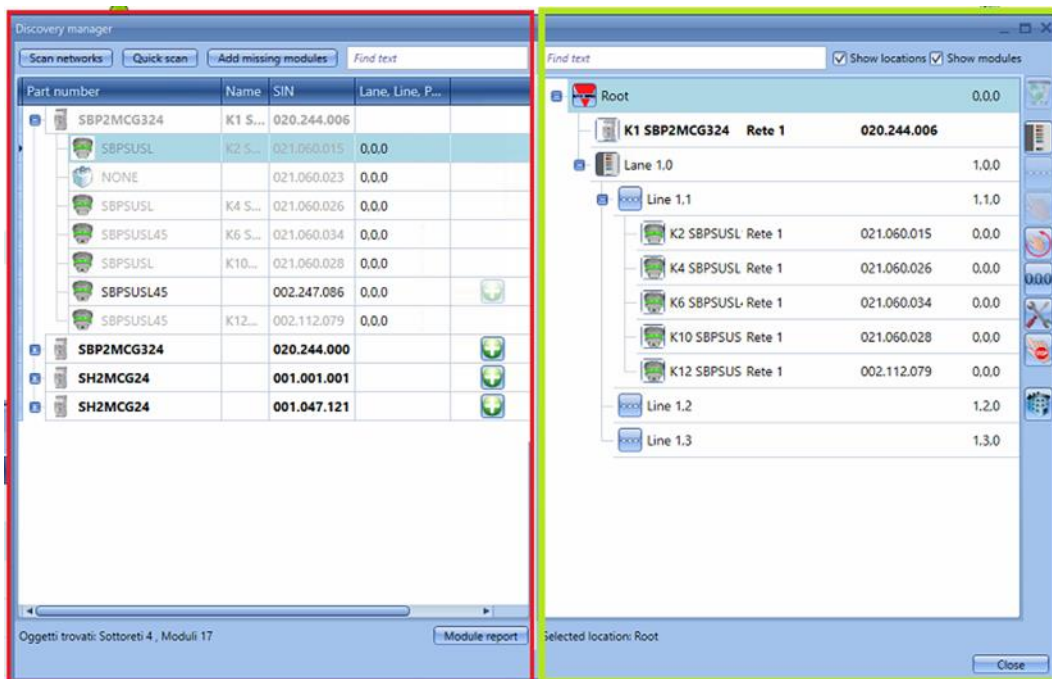 Discovery manager
Scan networks Quick scan Add missing modules Find text
Part number Name SIN Lane, Line, P...
SBP2MCG324 K1 S... 020.244.006
SBPSUSL K2 S... 021.060.015 0,0,0
NONE 021.060.023 0,0,0
SBPSUSL K4 S... 021.060.026 0,0,0
SBPSUSL45 K6 S... 021.060.034 0,0,0
SBPSUSL K10... 021.060.028 0,0,0
SBPSUSL45 002.247.086 0,0,0
SBPSUSL45 K12... 002.112.079 0,0,0
SBP2MCG324 020.244.000
SH2MCG24 001.001.001
SH2MCG24 001.047.121
Oggetti trovati: Sottoreti 4 , Moduli 17 Module report
Find text Show locations Show modules
Root 0,0,0
K1 SBP2MCG324 Rete 1 020.244.006
Lane 1.0 1,0,0
Line 1,1 1,1,0
K2 SBPSUSL Rete 1 021.060.015 0,0,0
K4 SBPSUSL Rete 1 021.060.026 0,0,0
K6 SBPSUSL Rete 1 021.060.034 0,0,0
K10 SBPSUS Rete 1 021.060.028 0,0,0
K12 SBPSUS Rete 1 002.112.079 0,0,0
Line 1.2 1,2,0
Line 1.3 1,3,0
0.0.0
STOP
Selected location: Root
Close